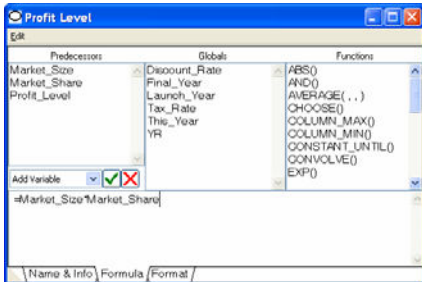 Profit Level
Edit
Predecessors Globals Functions
Market_Size Discount_Rate ABS()
Market_Share Final_Year AND()
Profit_Level Launch_Year AVERAGE( , , )
Tax_Rate CHOOSE()
This_Year COLUMN_MAX()
YR COLUMN_MIN()
CONSTANT_UNTIL()
CONVOLVE()
EXP()
Add Variable
=Market_Size*Market_Share
Name & Info Formula Format